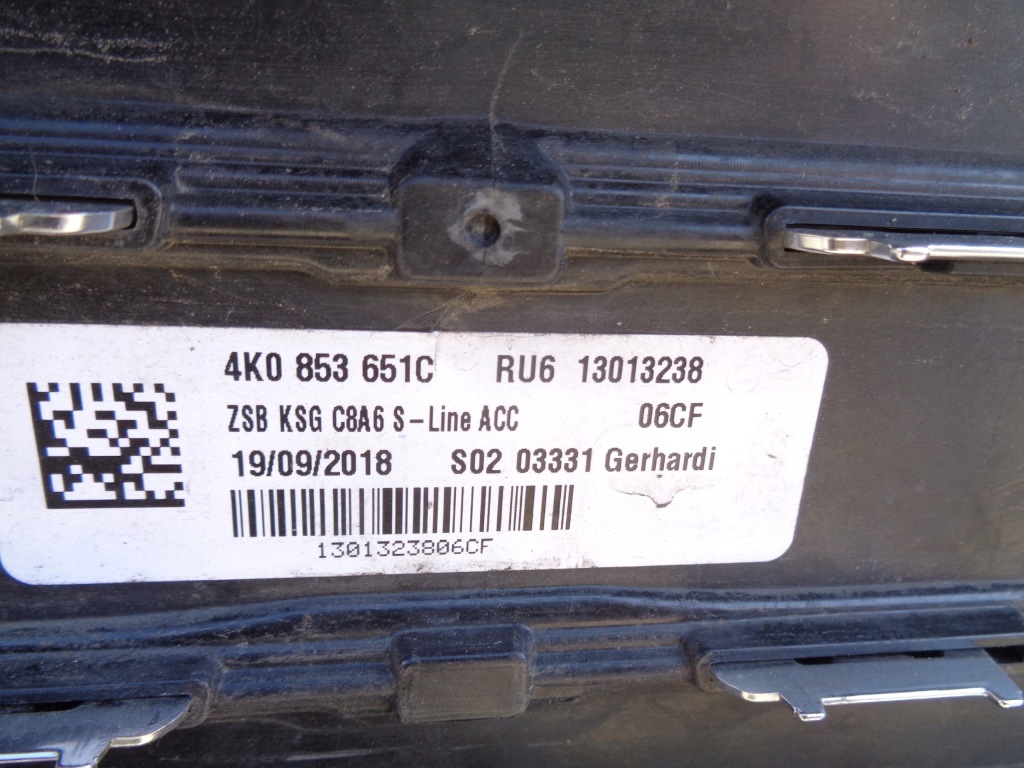 4K0 853 651C RU6 13013238
ZSB KSG C8A6 S-Line ACC 06CF
19/09/2018 S02 03331 Gerhardi
1301323806CF